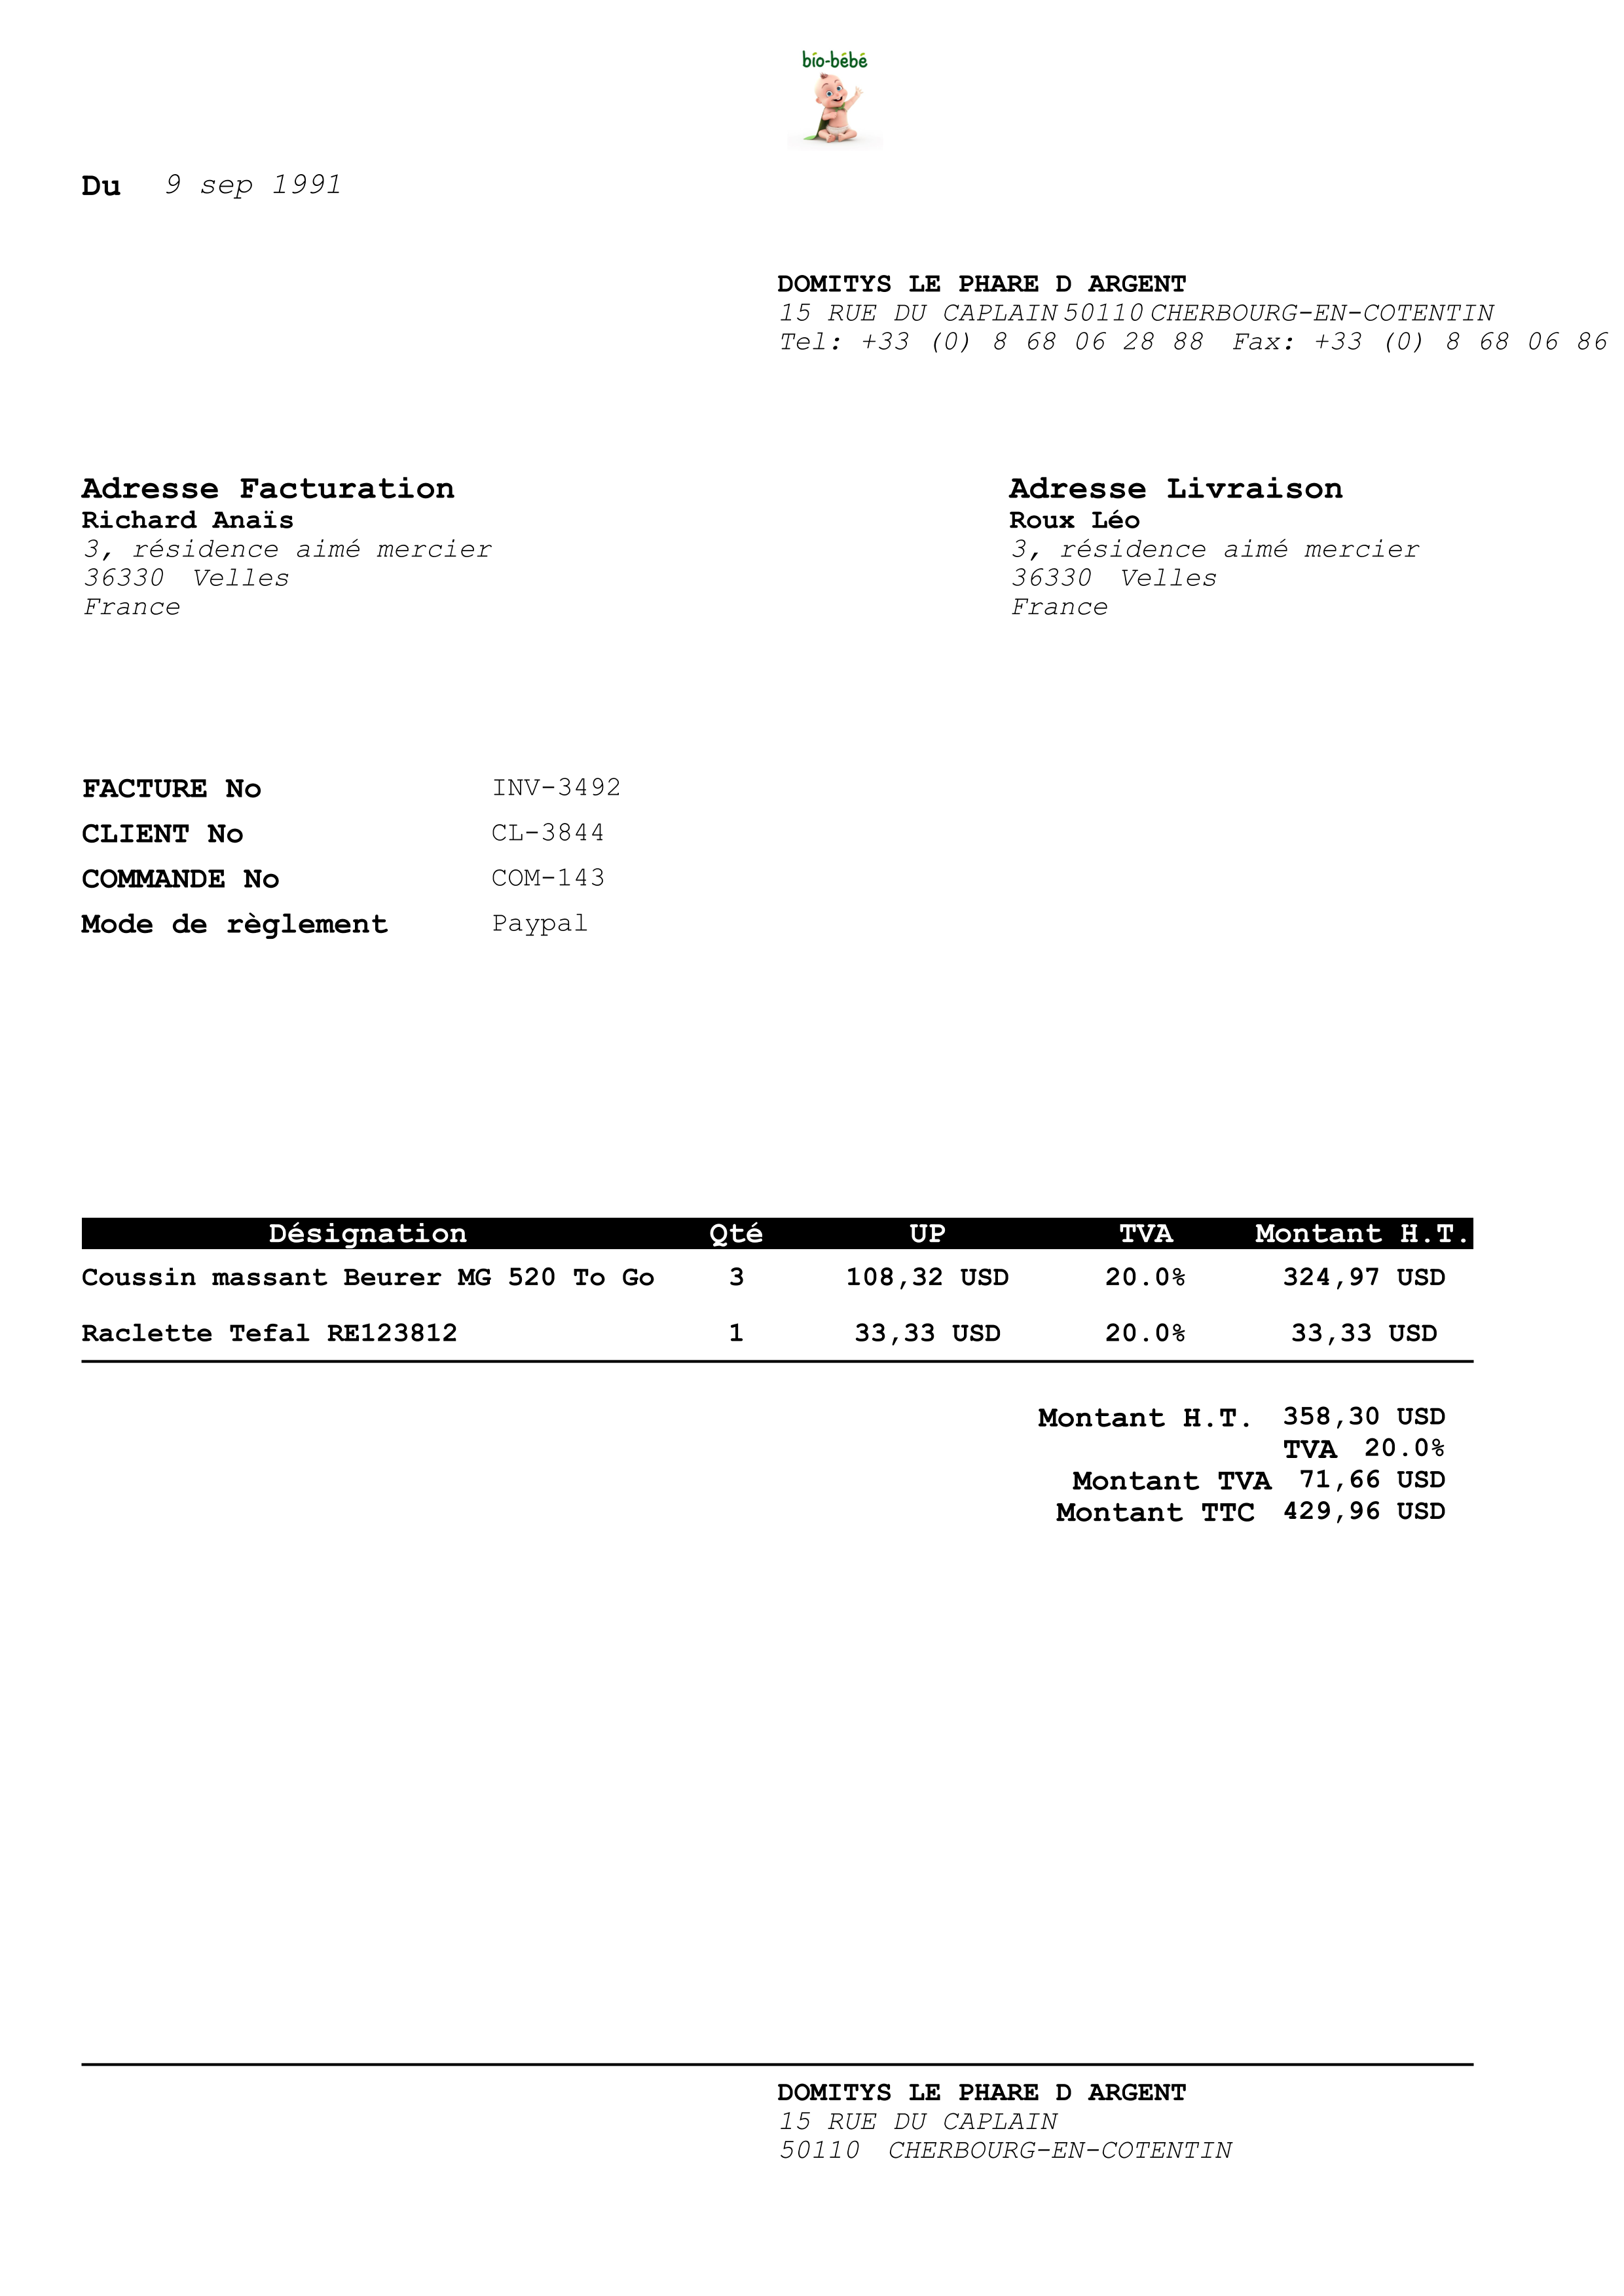 bio-bébé
Du 9 sep 1991
DOMITYS LE PHARE D ARGENT
15 RUE DU CAPLAIN 50110 CHERBOURG-EN-COTENTIN
Tel: +33 (0) 8 68 06 28 88 Fax: +33 (0) 8 68 06 86
Adresse Facturation
Richard Anaïs
3, résidence aimé mercier
36330 Velles
France
Adresse Livraison
Roux Léo
3, résidence aimé mercier
36330 Velles
France
FACTURE No INV-3492
CLIENT No CL-3844
COMMANDE No COM-143
Mode de règlement Paypal
Désignation Qté UP TVA Montant H.T.
Coussin massant Beurer MG 520 To Go 3 108,32 USD 20.0% 324,97 USD
Raclette Tefal RE123812 1 33,33 USD 20.0% 33,33 USD
Montant H.T. 358,30 USD
TVA 20.0%
Montant TVA 71,66 USD
Montant TTC 429,96 USD
DOMITYS LE PHARE D ARGENT
15 RUE DU CAPLAIN
50110 CHERBOURG-EN-COTENTIN